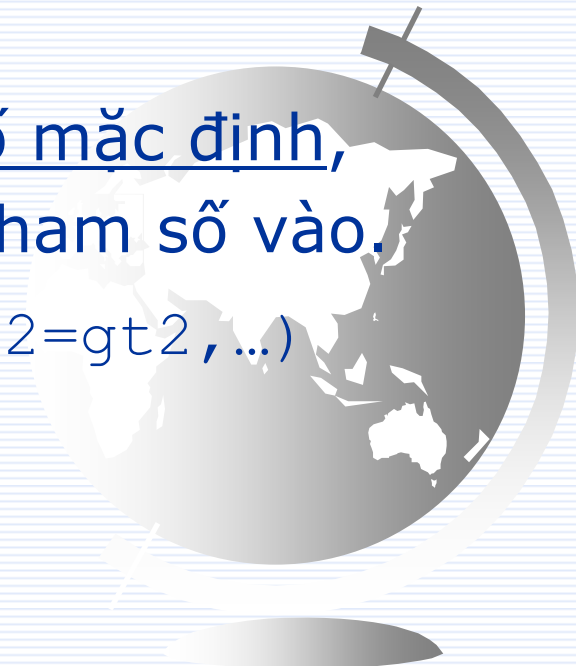 ố mặc định,
ham số vào.
2=gt2,…)